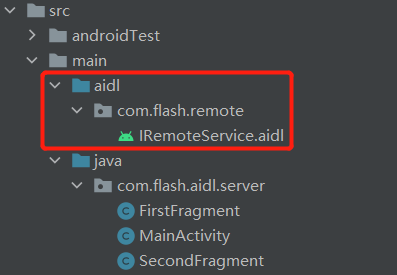 src
androidTest
main
aidl
com.flash.remote
IRemoteService.aidl
java
com.flash.aidl.server
FirstFragment
MainActivity
SecondFragment